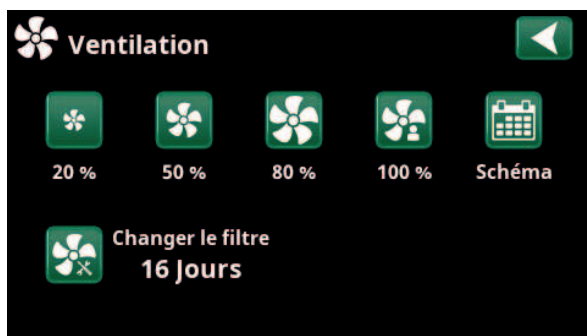 Ventilation
20 %
50 %
80 %
100 %
Schéma
Changer le filtre
16 Jours